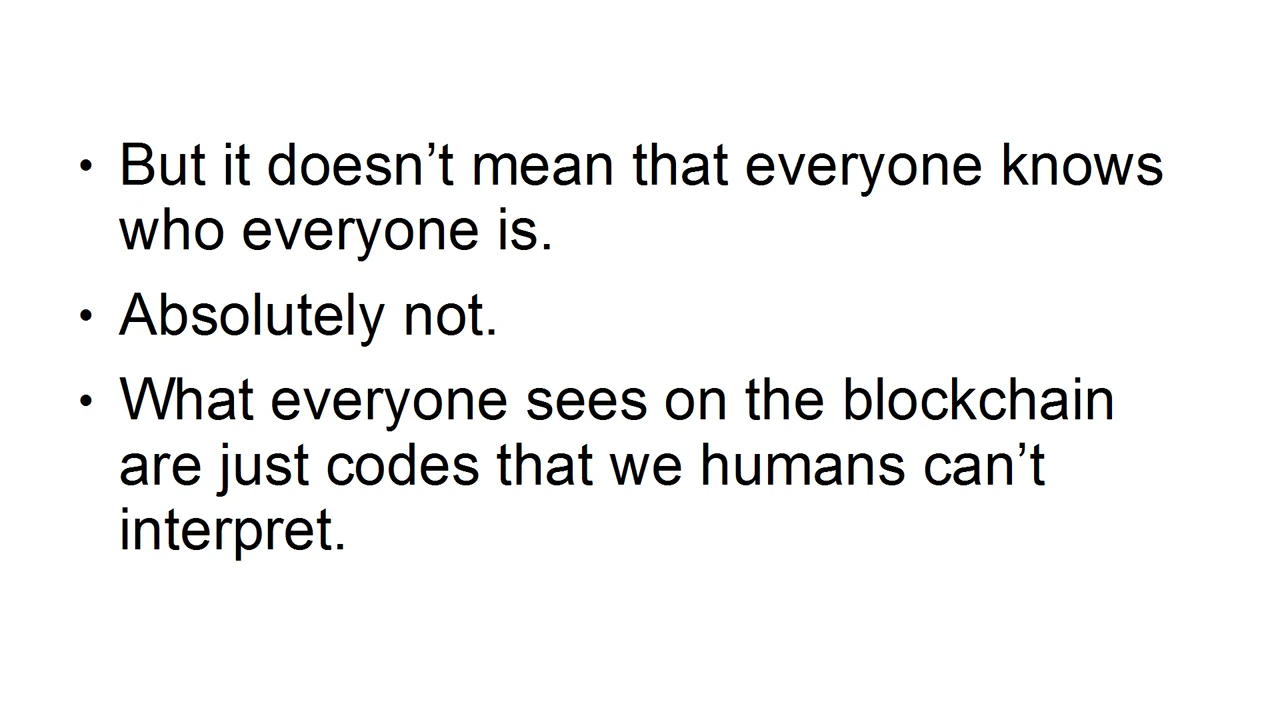 • But it doesn’t mean that everyone knows
who everyone is.
• Absolutely not.
• What everyone sees on the blockchain
are just codes that we humans can’t
interpret.